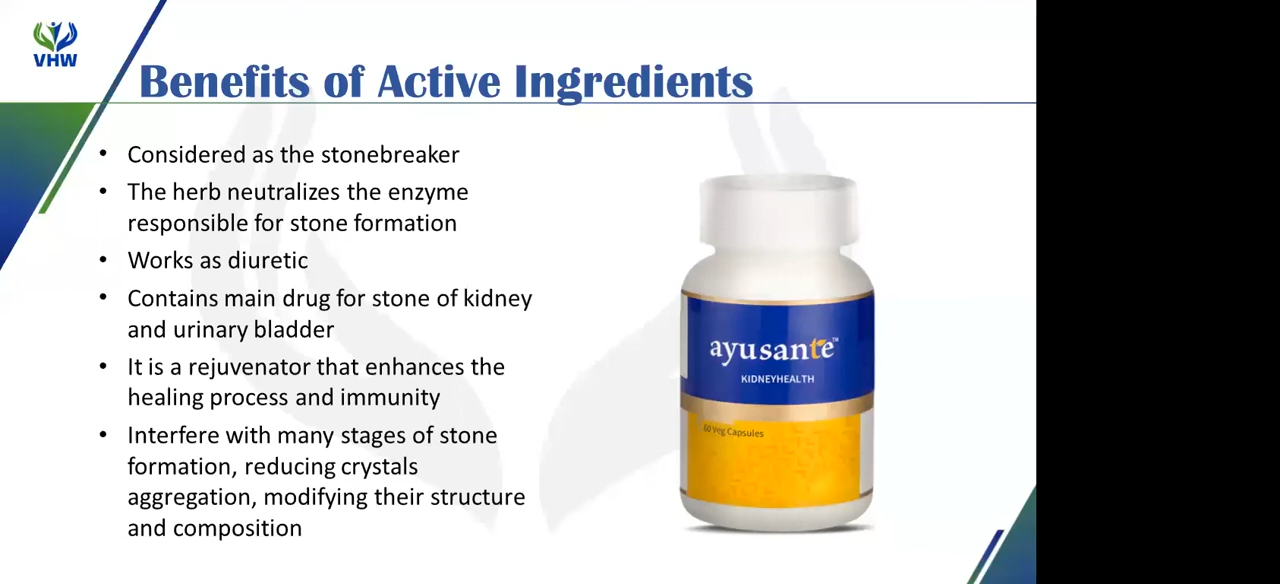 VHW
Benefits of Active Ingredients
• Considered as the stonebreaker
• The herb neutralizes the enzyme
responsible for stone formation
• Works as diuretic
• Contains main drug for stone of kidney
and urinary bladder
• It is a rejuvenator that enhances the
healing process and immunity
• Interfere with many stages of stone
formation, reducing crystals
aggregation, modifying their structure
and composition
ayusante™
KIDNEYHEALTH
60 Veg Capsules